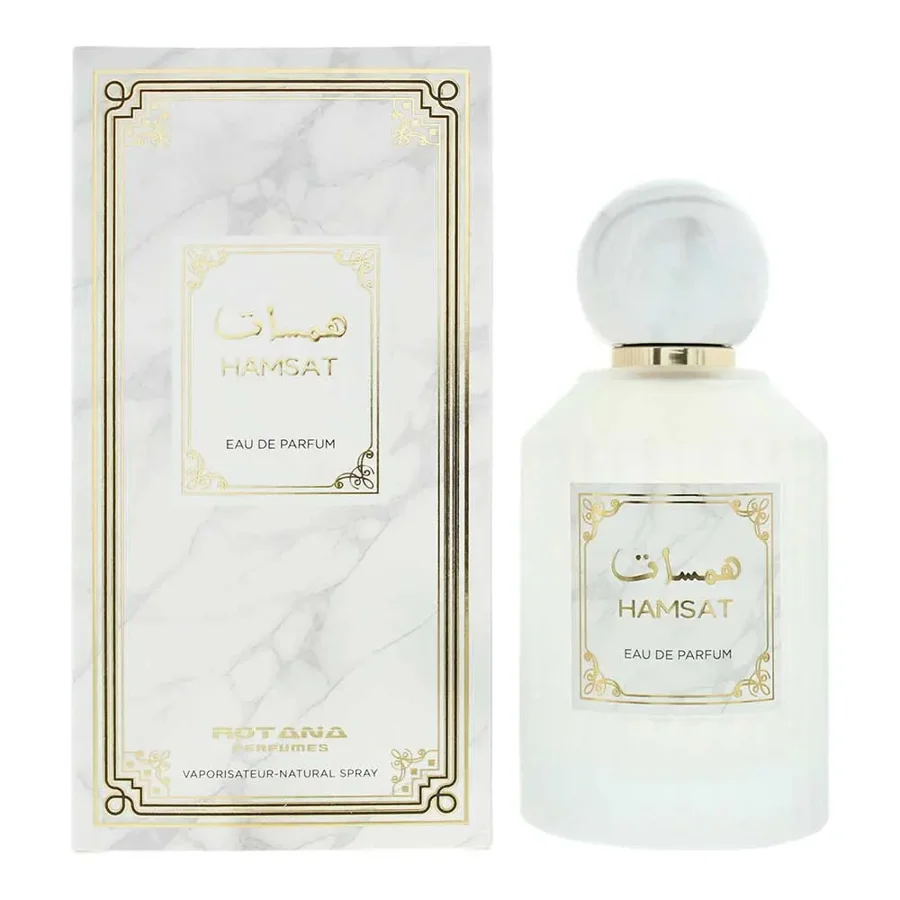 همسات
HAMSAT
EAU DE PARFUM
ROTANA
PERFUMES
VAPORISATEUR-NATURAL SPRAY
همسات
HAMSAT
EAU DE PARFUM